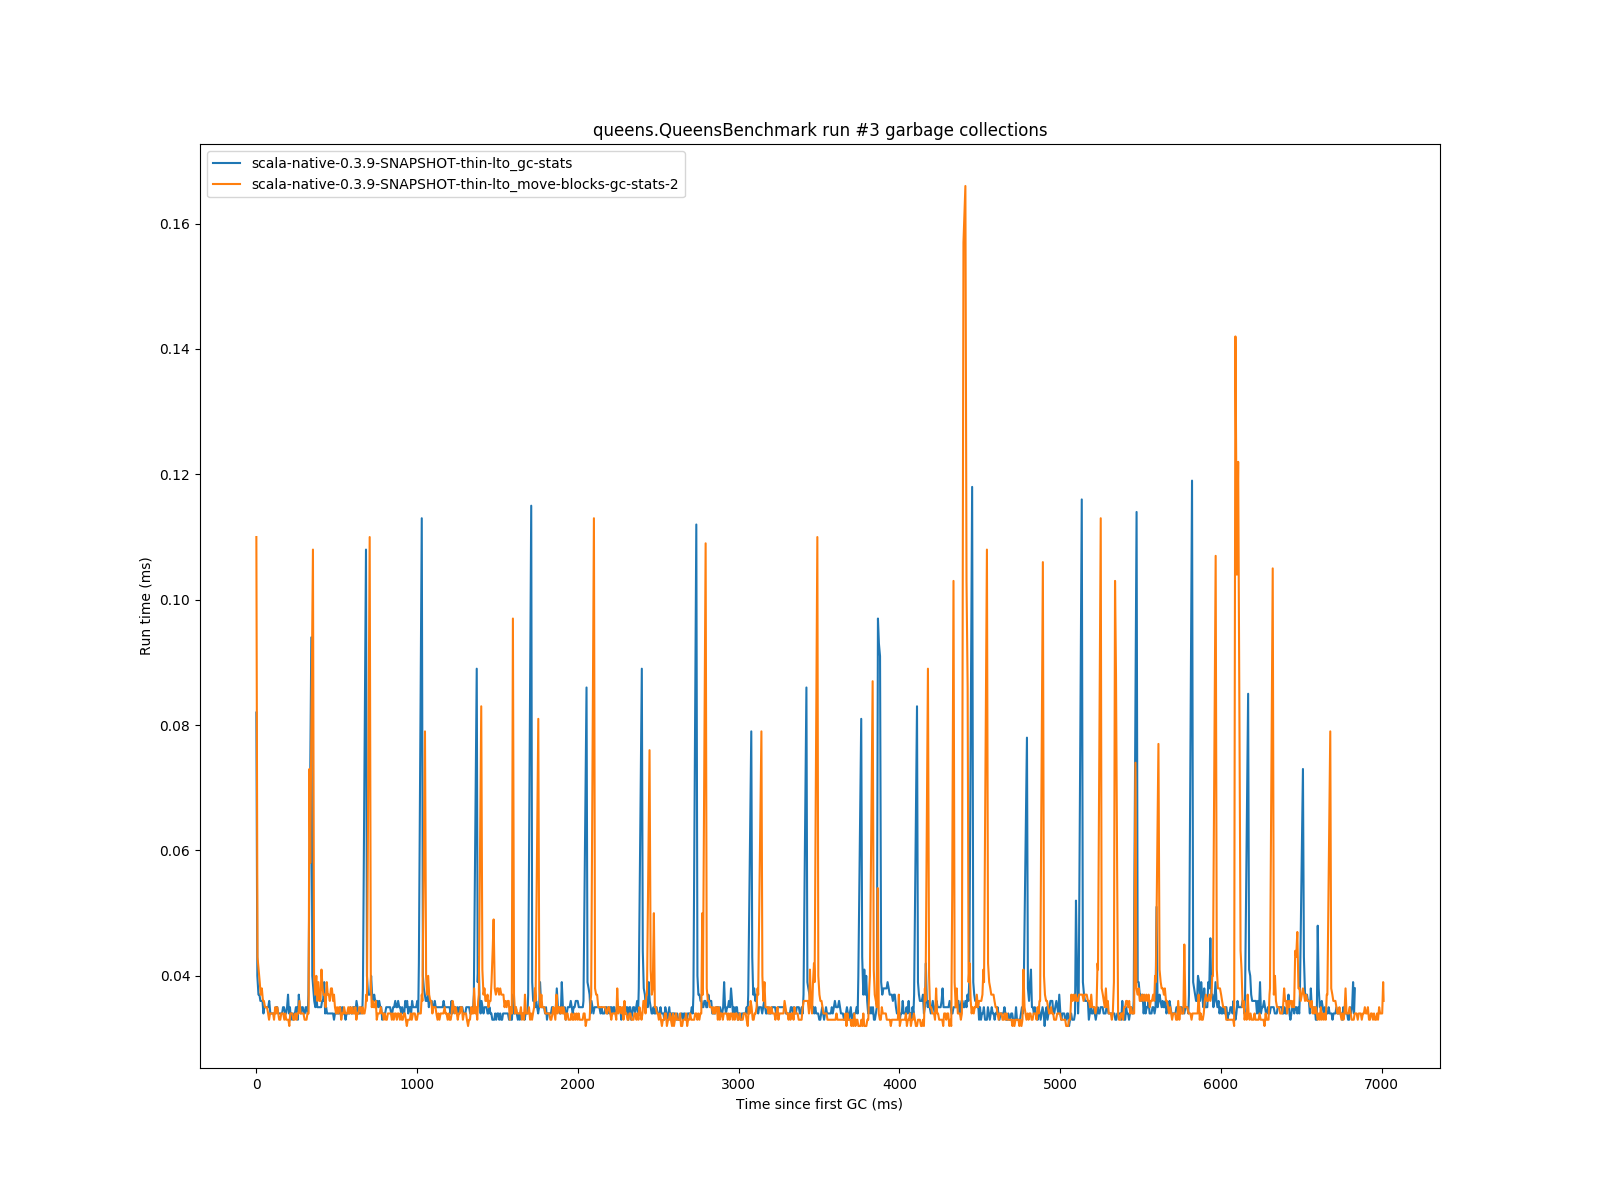 queens.QueensBenchmark run #3 garbage collections
scala-native-0.3.9-SNAPSHOT-thin-lto_gc-stats
scala-native-0.3.9-SNAPSHOT-thin-lto_move-blocks-gc-stats-2
0.16
0.14
0.12
0.10
0.08
0.06
0.04
Run time (ms)
0 1000 2000 3000 4000 5000 6000 7000
Time since first GC (ms)